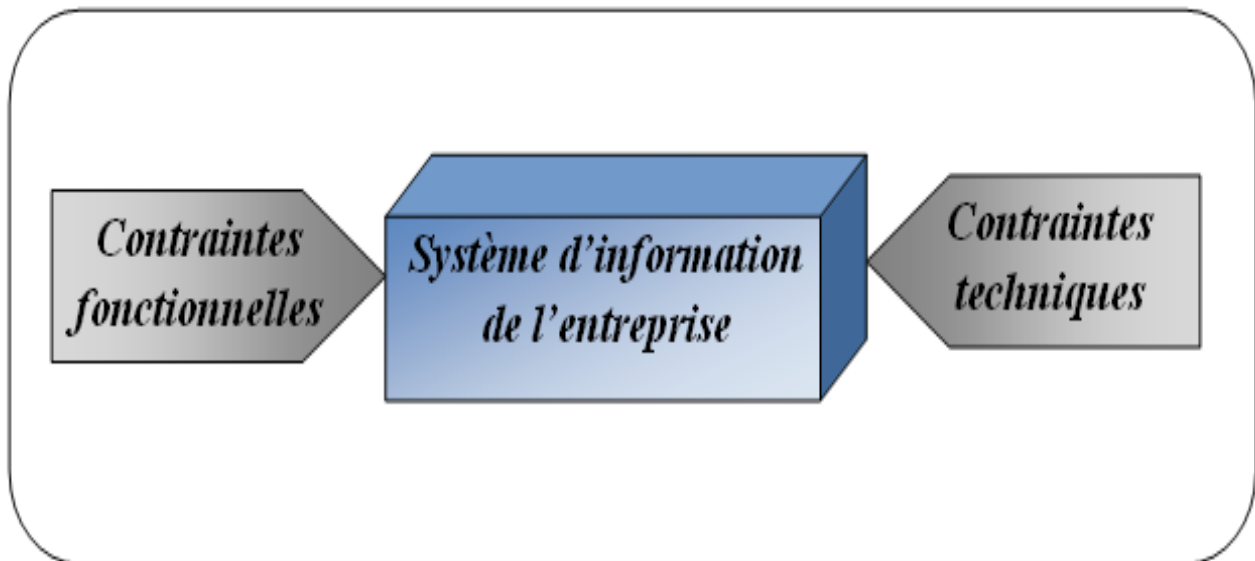 Contraintes
fonctionnelles
Système d'information
de l'entreprise
Contraintes
techniques